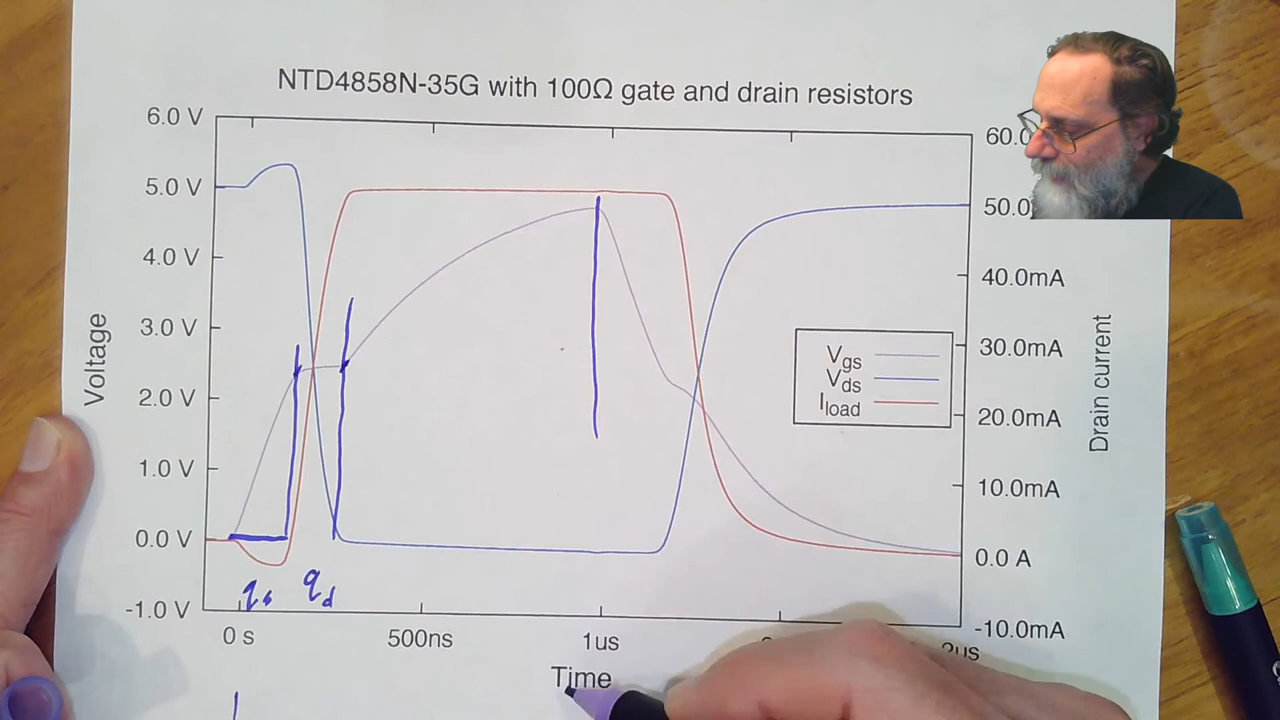 NTD4858N-35G with 100Ω gate and drain resistors
6.0 V
5.0 V
4.0 V
3.0 V
2.0 V
1.0 V
0.0 V
-1.0 V
Voltage
60.0
50.0
40.0mA
30.0mA
20.0mA
10.0mA
0.0 A
-10.0mA
Drain current
Vgs
Vds
Iload
qs qd
0 s 500ns 1us 2us
Time